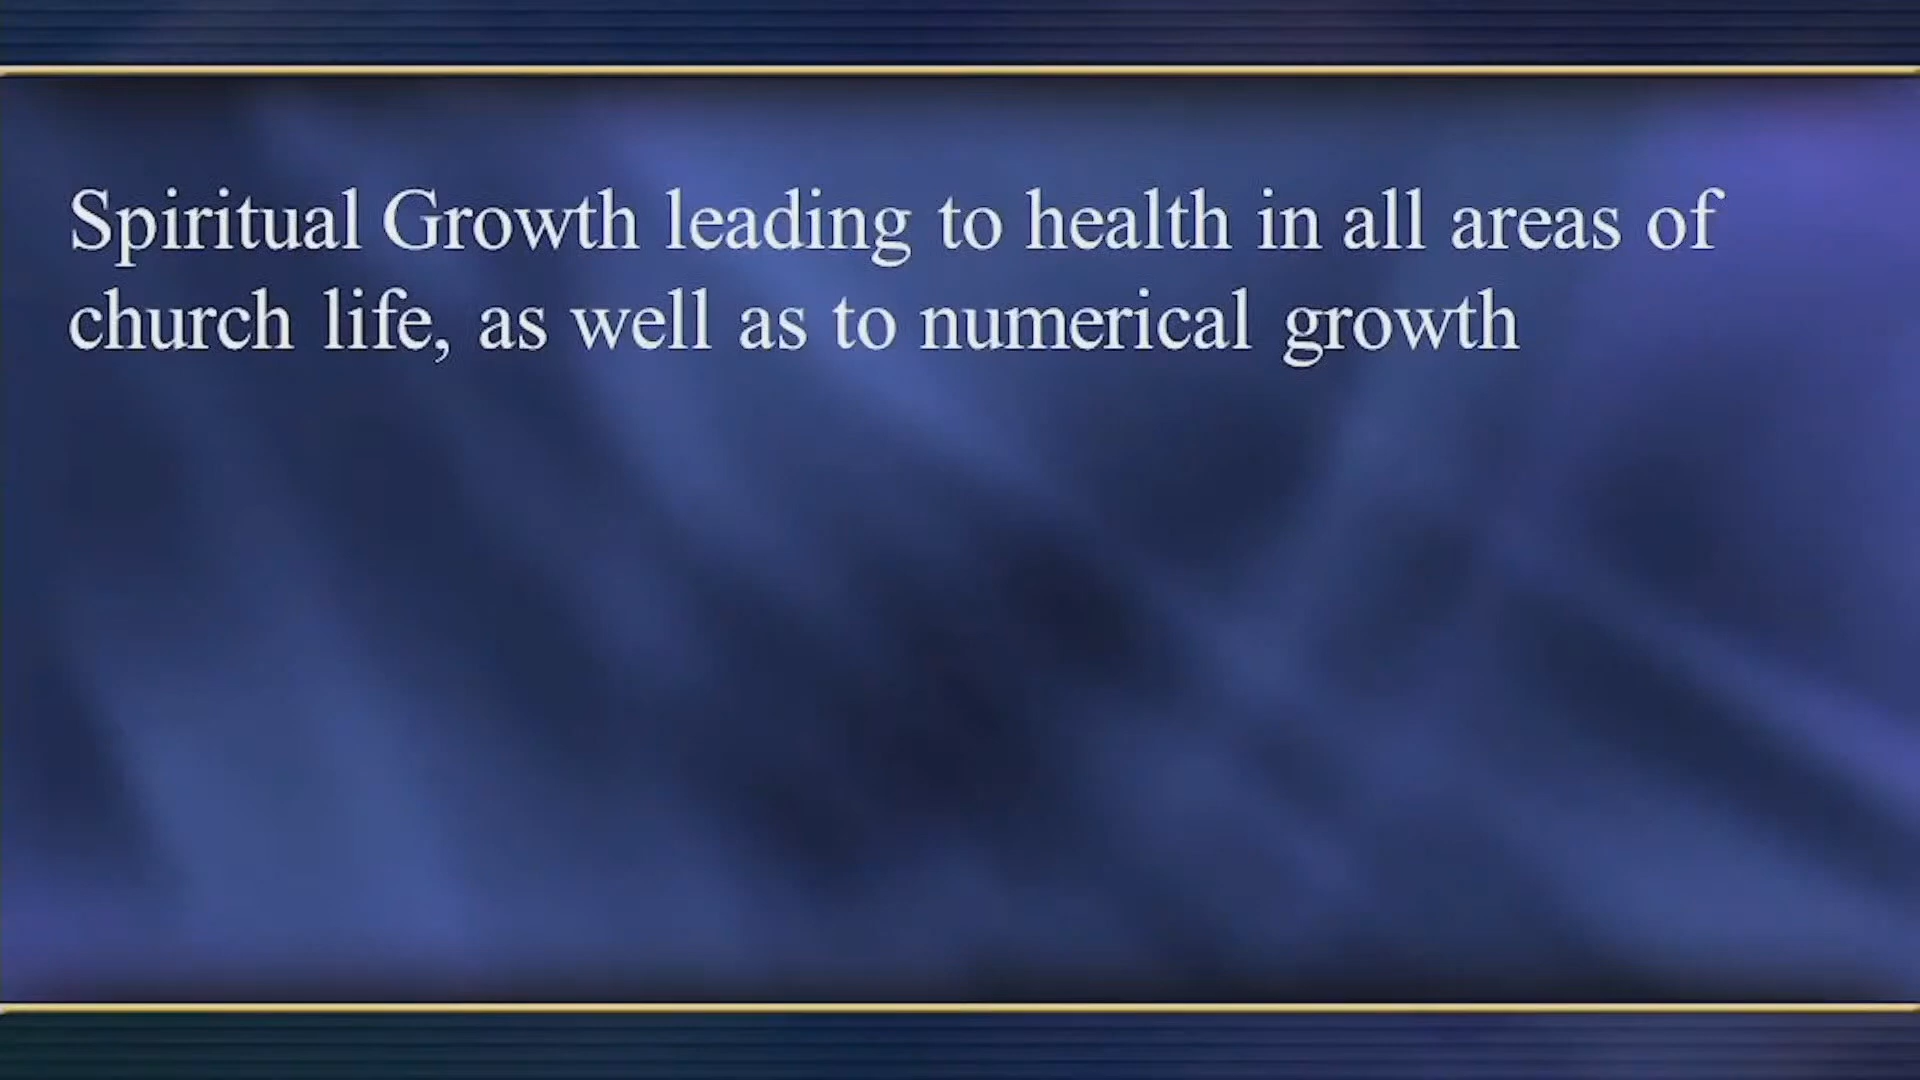 Spiritual Growth leading to health in all areas of
church life, as well as to numerical growth